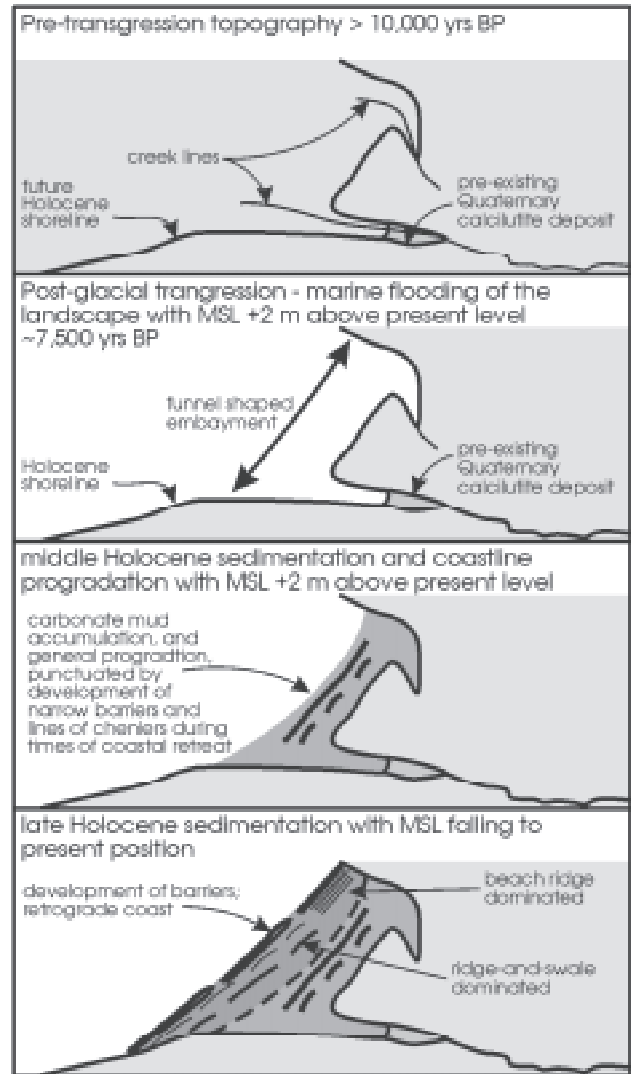 Pre-transgression topography > 10,000 yrs BP
creek lines
future
Holocene
shoreline
pre-existing
Quaternary
calcilutite deposit
Post-glacial trangression - marine flooding of the
landscape with MSL +2 m above present level
~7,500 yrs BP
funnel shaped
embayment
Holocene
shoreline
pre-existing
Quaternary
calcilutite deposit
middle Holocene sedimentation and coastline
progradation with MSL +2 m above present level
carbonate mud
accumulation, and
general progradtion,
punctuated by
development of
narrow barriers and
lines of cheniers during
times of coastal retreat
late Holocene sedimentation with MSL falling to
present position
development of barriers;
retrograde coast
beach ridge
dominated
ridge-and-swale
dominated